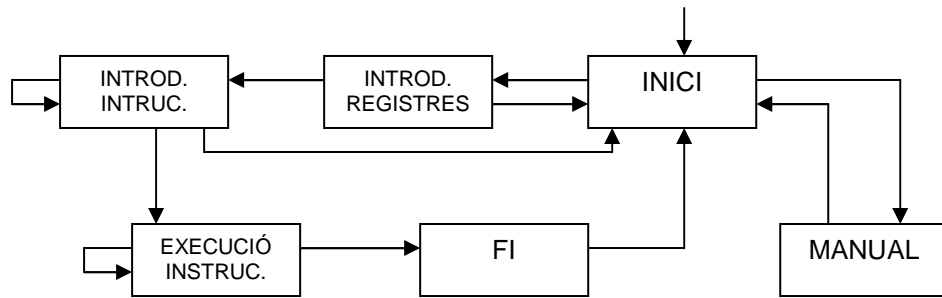 INTROD.
INTRUC.
INTROD.
REGISTRES
INICI
EXECUCIÓ
INSTRUC.
FI
MANUAL